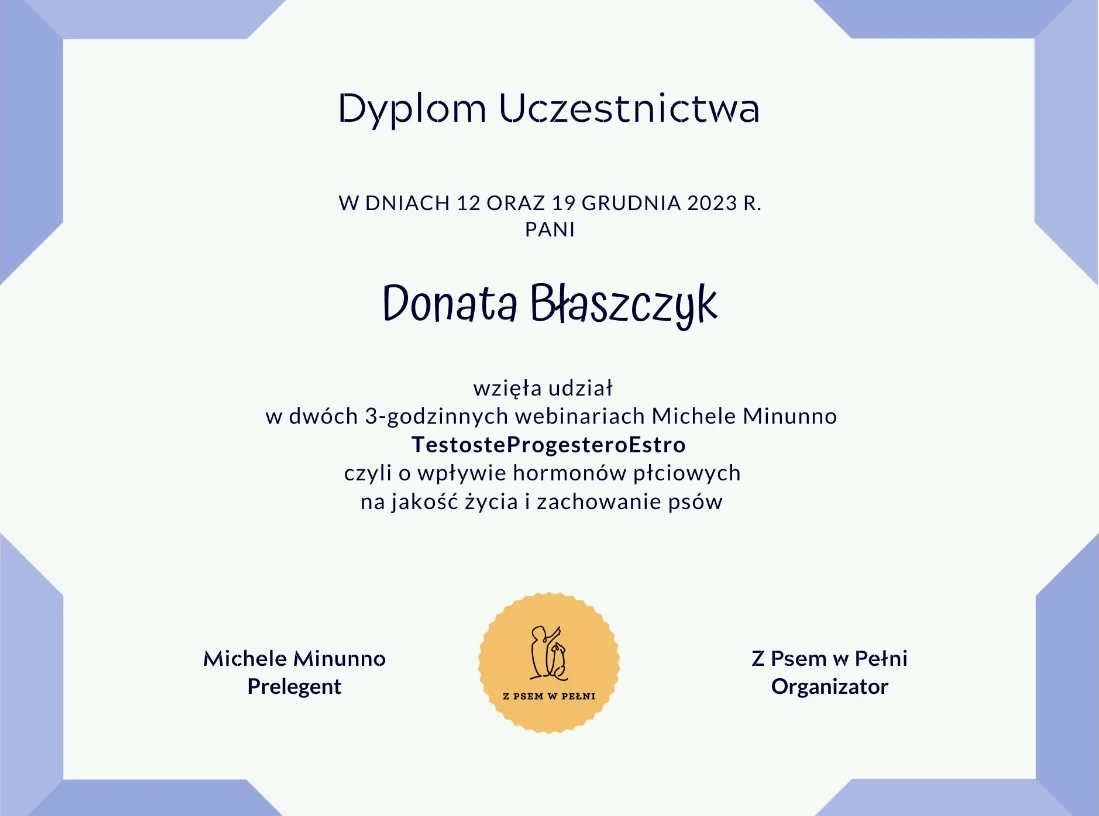 Dyplom Uczestnictwa
W DNIACH 12 ORAZ 19 GRUDNIA 2023 R.
PANI
Donata Błaszczyk
wzięła udział
w dwóch 3-godzinnych webinariach Michele Minunno
TestosteProgesteroEstro
czyli o wpływie hormonów płciowych
na jakość życia i zachowanie psów
Michele Minunno
Prelegent
Z PSEM W PEŁNI
Z Psem w Pełni
Organizator